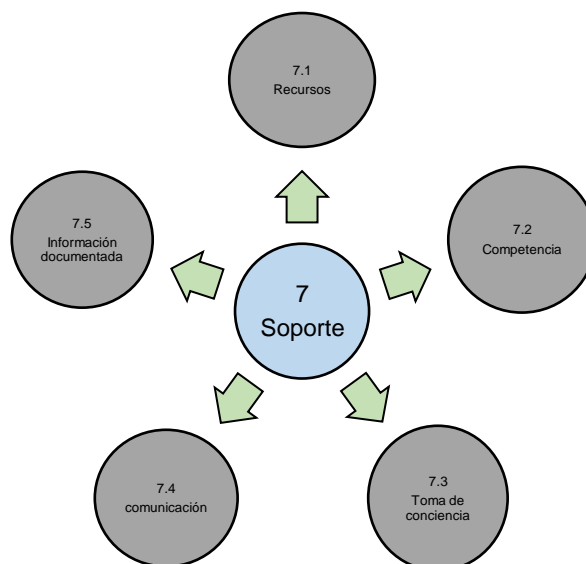 7.1
Recursos
7.5
Información
documentada
7.2
Competencia
7
Soporte
7.4
comunicación
7.3
Toma de
conciencia